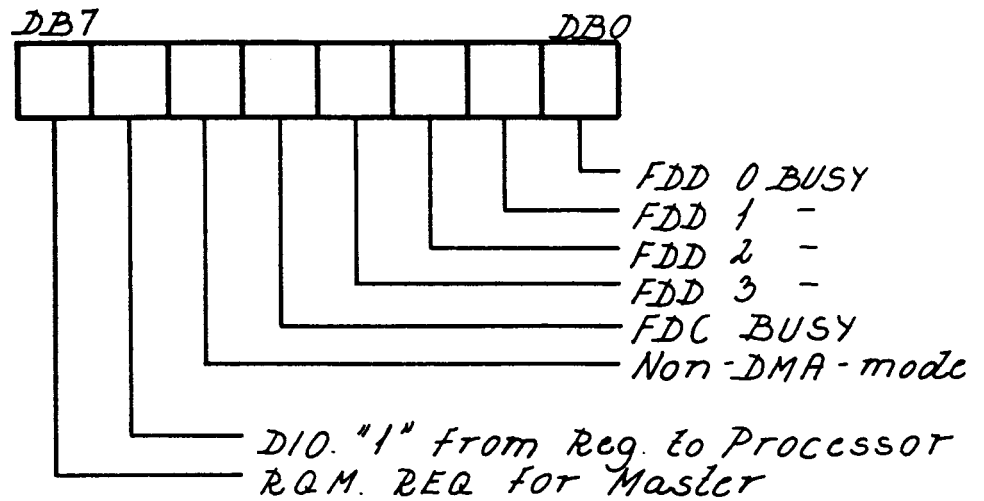 DB7 DB0
FDD 0 BUSY
FDD 1 -
FDD 2 -
FDD 3 -
FDC BUSY
Non-DMA-mode
DIO. "1" from Reg. to Processor
RQM. REQ for Master